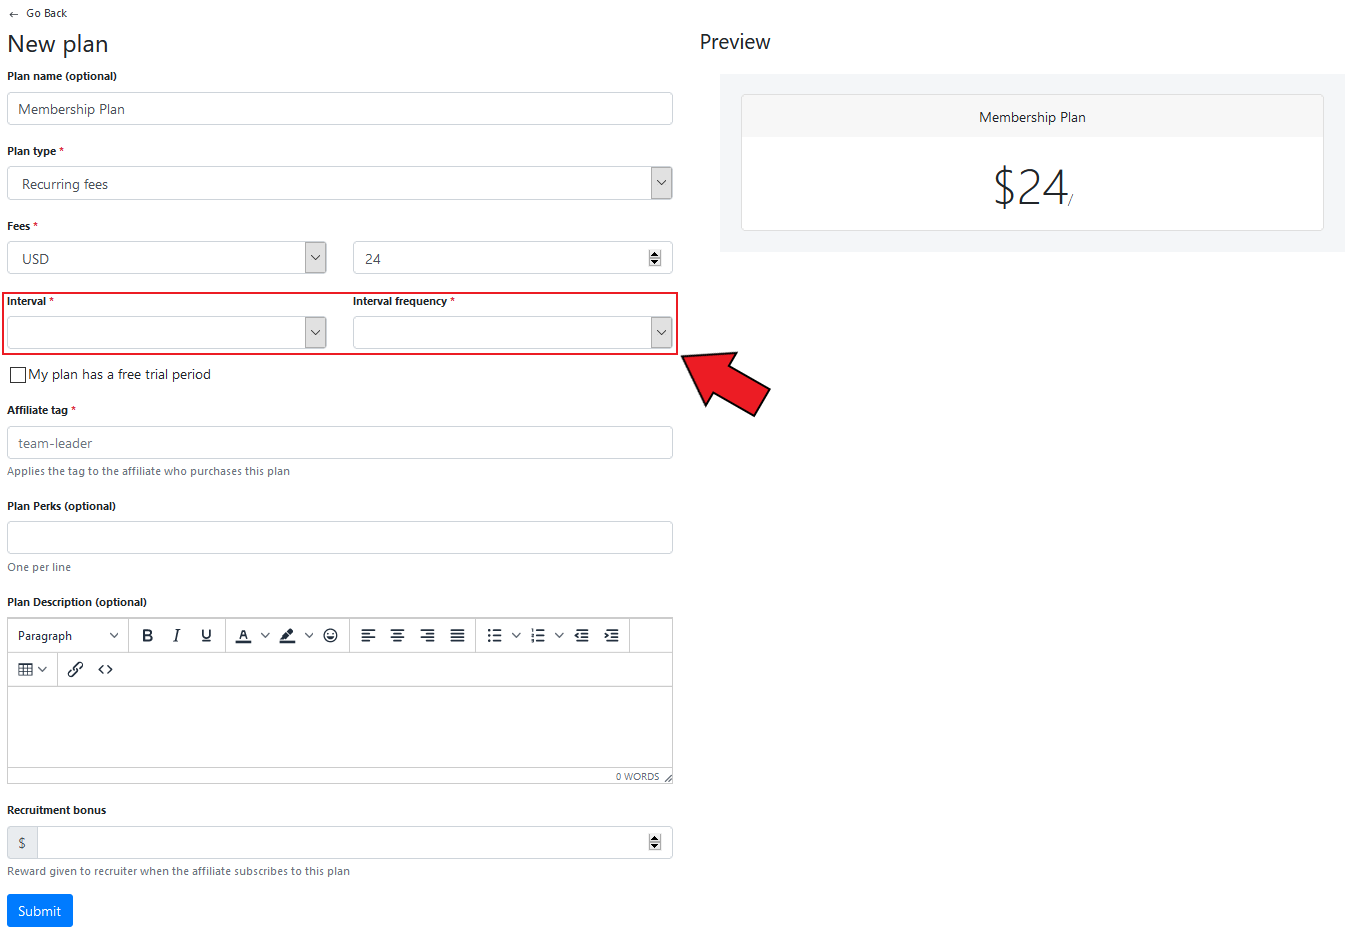 ← Go Back
New plan
Plan name (optional)
Membership Plan
Plan type *
Recurring fees
Fees *
USD
24
Interval *
Interval frequency *
My plan has a free trial period
Affiliate tag *
team-leader
Applies the tag to the affiliate who purchases this plan
Plan Perks (optional)
One per line
Plan Description (optional)
Paragraph
B I U A
0 WORDS
Recruitment bonus
$
Reward given to recruiter when the affiliate subscribes to this plan
Submit
Preview
Membership Plan
$24/